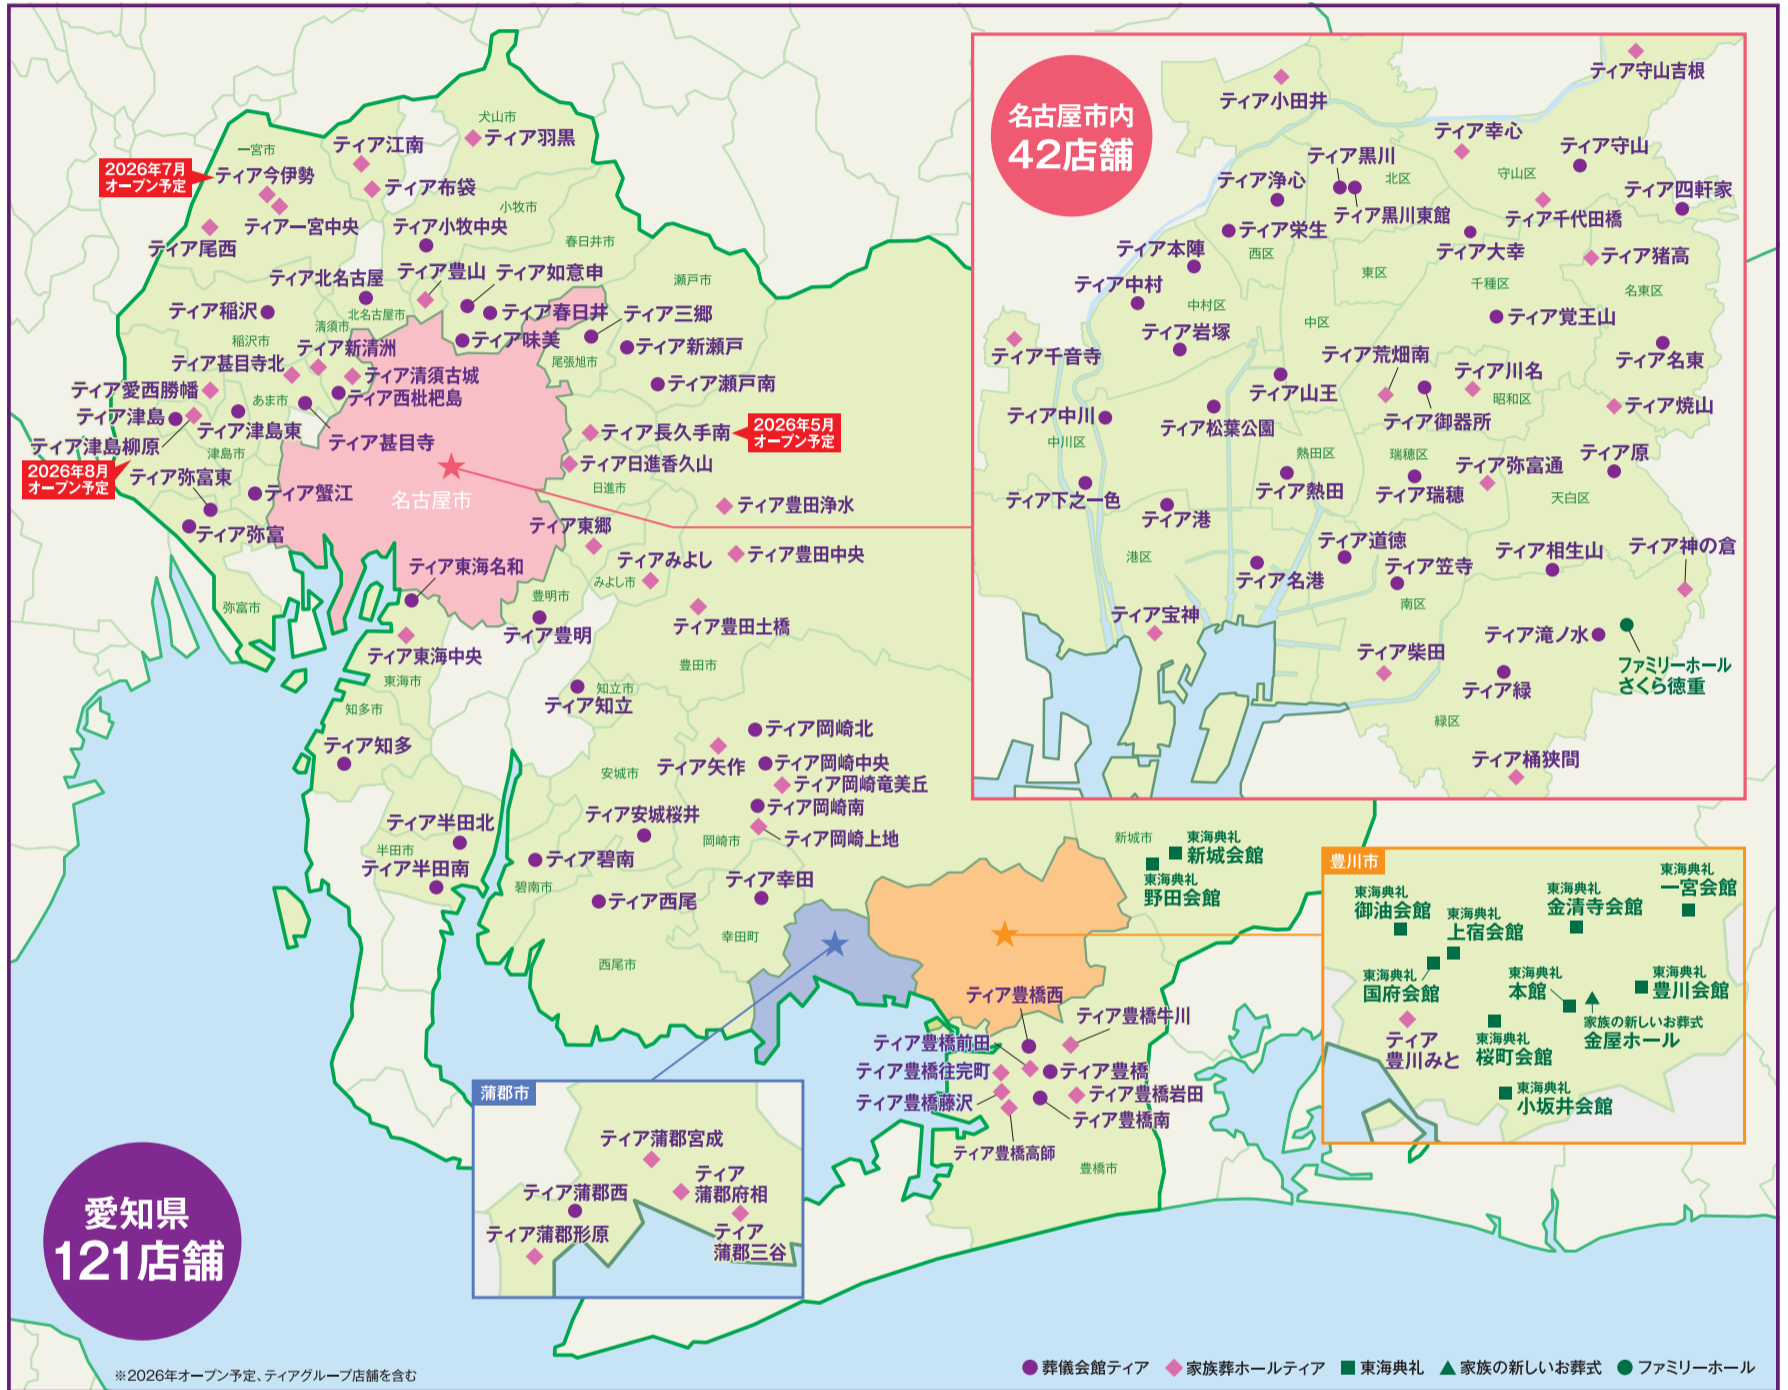 犬山市
ティア羽黒
一宮市
ティア江南
2026年7月
オープン予定
ティア今伊勢
ティア布袋
小牧市
ティア一宮中央
ティア小牧中央
ティア尾西
春日井市
ティア北名古屋
ティア豊山
ティア如意申
瀬戸市
ティア稲沢
北名古屋市
ティア春日井
ティア三郷
清須市
稲沢市
ティア味美
ティア新瀬戸
ティア新清洲
尾張旭市
ティア甚目寺北
ティア清須古城
ティア瀬戸南
ティア愛西勝幡
ティア西枇杷島
あま市
ティア津島
ティア津島東
ティア長久手南
2026年5月
オープン予定
ティア津島柳原
ティア甚目寺
津島市
2026年8月
オープン予定
ティア弥富東
ティア日進香久山
日進市
ティア蟹江
名古屋市
ティア豊田浄水
ティア弥富
ティア東郷
ティア東海名和
ティアみよし
ティア豊田中央
みよし市
弥富市
豊明市
ティア豊明
ティア豊田土橋
ティア東海中央
東海市
豊田市
知立市
ティア知立
知多市
ティア知多
ティア岡崎北
ティア矢作
ティア岡崎中央
安城市
ティア岡崎竜美丘
ティア岡崎南
ティア安城桜井
ティア岡崎上地
岡崎市
ティア半田北
半田市
ティア半田南
ティア碧南
碧南市
ティア幸田
ティア西尾
幸田町
西尾市
新城市
東海典礼
新城会館
東海典礼
野田会館
ティア豊橋西
ティア豊橋牛川
ティア豊橋前田
ティア豊橋往完町
ティア豊橋
ティア豊橋藤沢
ティア豊橋岩田
ティア豊橋南
ティア豊橋高師
豊橋市
名古屋市内
42店舗
ティア守山吉根
ティア小田井
ティア幸心
ティア守山
ティア黒川
北区
守山区
ティア浄心
ティア四軒家
ティア黒川東館
ティア千代田橋
ティア栄生
ティア本陣
西区
ティア大幸
ティア猪高
東区
千種区
名東区
ティア中村
中村区
ティア覚王山
中区
ティア岩塚
ティア千音寺
ティア荒畑南
ティア川名
ティア名東
ティア山王
昭和区
ティア焼山
ティア中川
ティア松葉公園
ティア御器所
中川区
熱田区
瑞穂区
ティア弥富通
ティア原
ティア下之一色
ティア熱田
ティア瑞穂
天白区
ティア港
ティア道徳
港区
ティア笠寺
ティア相生山
ティア神の倉
ティア名港
南区
ティア宝神
ティア滝ノ水
ティア柴田
ファミリーホール
さくら徳重
ティア緑
緑区
ティア桶狭間
豊川市
東海典礼
一宮会館
東海典礼
御油会館
東海典礼
金清寺会館
東海典礼
上宿会館
東海典礼
国府会館
東海典礼
本館
東海典礼
豊川会館
家族の新しいお葬式
金屋ホール
ティア
豊川みと
東海典礼
桜町会館
東海典礼
小坂井会館
蒲郡市
ティア蒲郡宮成
ティア
蒲郡府相
ティア蒲郡西
ティア蒲郡形原
ティア
蒲郡三谷
愛知県
121店舗
※2026年オープン予定、ティアグループ店舗を含む
葬儀会館ティア 家族葬ホールティア 東海典礼 家族の新しいお葬式 ファミリーホール